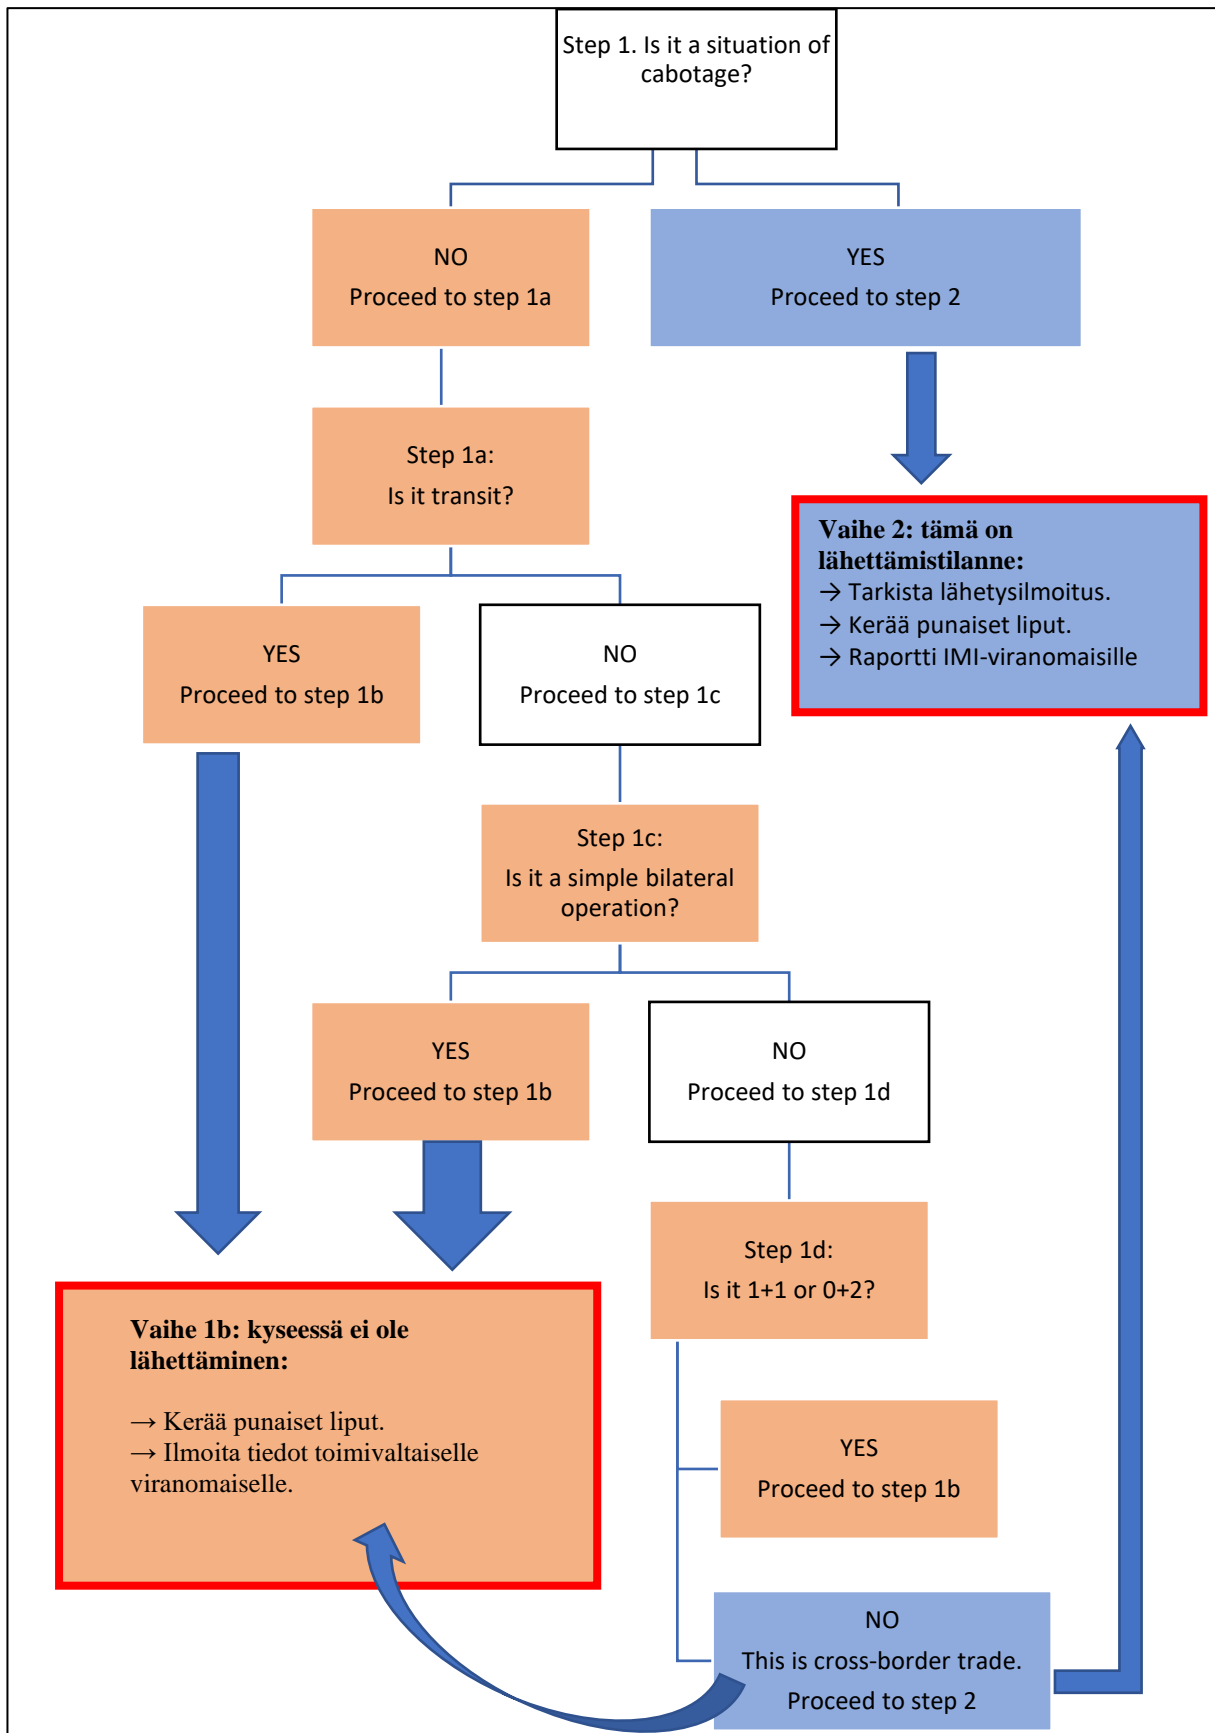 Step 1. Is it a situation of
cabotage?
NO
Proceed to step 1a
YES
Proceed to step 2
Step 1a:
Is it transit?
Vaihe 2: tämä on
lähettämistilanne:
→ Tarkista lähetysilmoitus.
→ Kerää punaiset liput.
→ Raportti IMI-viranomaisille
YES
Proceed to step 1b
NO
Proceed to step 1c
Step 1c:
Is it a simple bilateral
operation?
YES
Proceed to step 1b
NO
Proceed to step 1d
Step 1d:
Is it 1+1 or 0+2?
Vaihe 1b: kyseessä ei ole
lähettäminen:
→ Kerää punaiset liput.
→ Ilmoita tiedot toimivaltaiselle
viranomaiselle.
YES
Proceed to step 1b
NO
This is cross-border trade.
Proceed to step 2